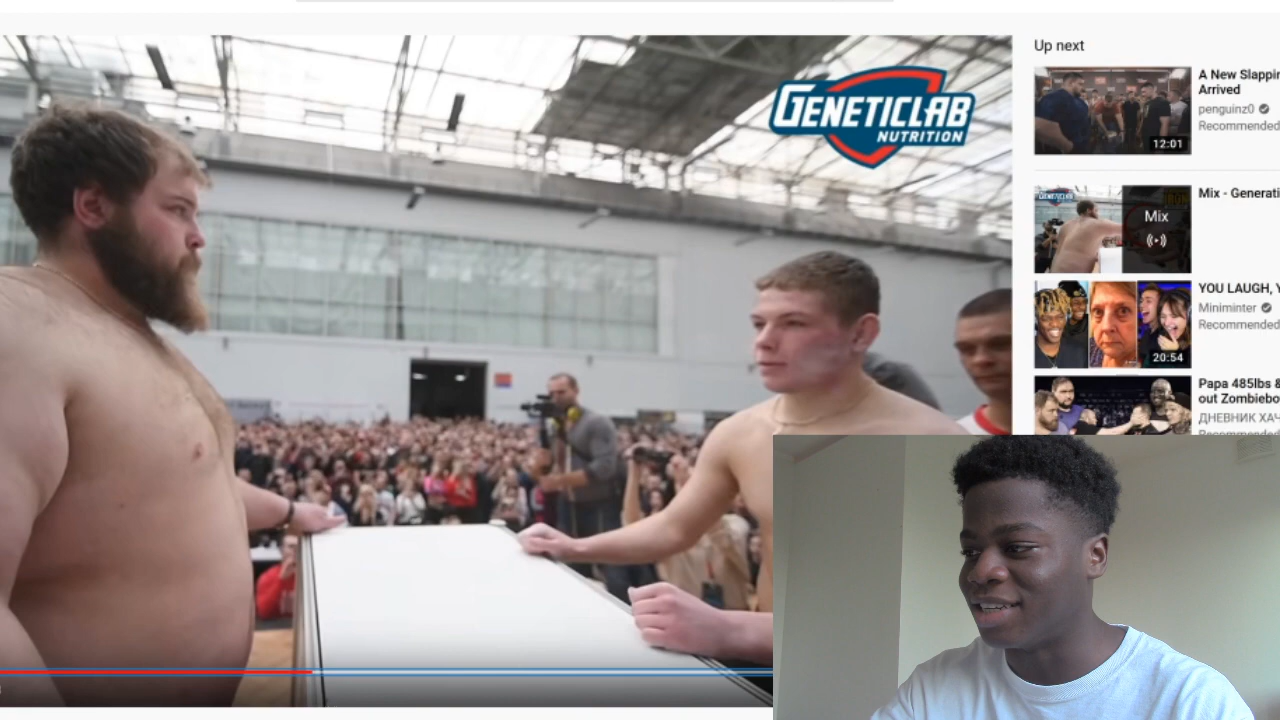 GENETICLAB
NUTRITION
Up next
A New Slappin
Arrived
penguinz0
Recommended
12:01
Mix - Generati
Mix
YOU LAUGH, Y
Miniminter
Recommended
20:54
Papa 485lbs &
out Zombiebo
ДНЕВНИК ХАЧ
Recommended